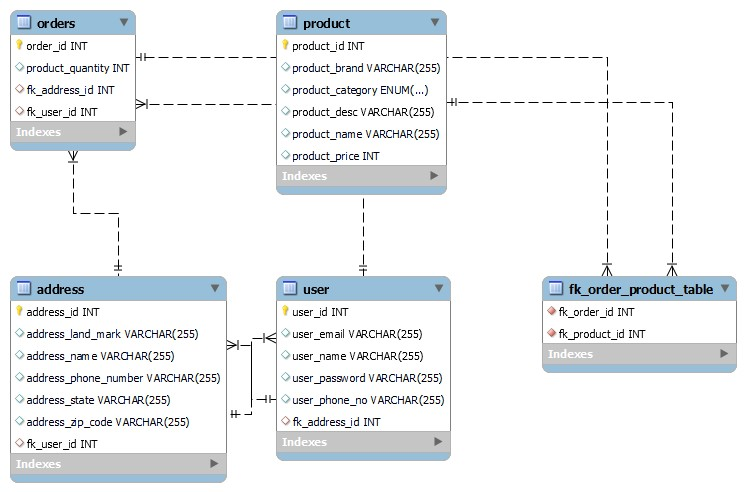 orders
order_id INT
product_quantity INT
fk_address_id INT
fk_user_id INT
Indexes
product
product_id INT
product_brand VARCHAR(255)
product_category ENUM(...)
product_desc VARCHAR(255)
product_name VARCHAR(255)
product_price INT
Indexes
address
address_id INT
address_land_mark VARCHAR(255)
address_name VARCHAR(255)
address_phone_number VARCHAR(255)
address_state VARCHAR(255)
address_zip_code VARCHAR(255)
fk_user_id INT
Indexes
user
user_id INT
user_email VARCHAR(255)
user_name VARCHAR(255)
user_password VARCHAR(255)
user_phone_no VARCHAR(255)
fk_address_id INT
Indexes
fk_order_product_table
fk_order_id INT
fk_product_id INT
Indexes